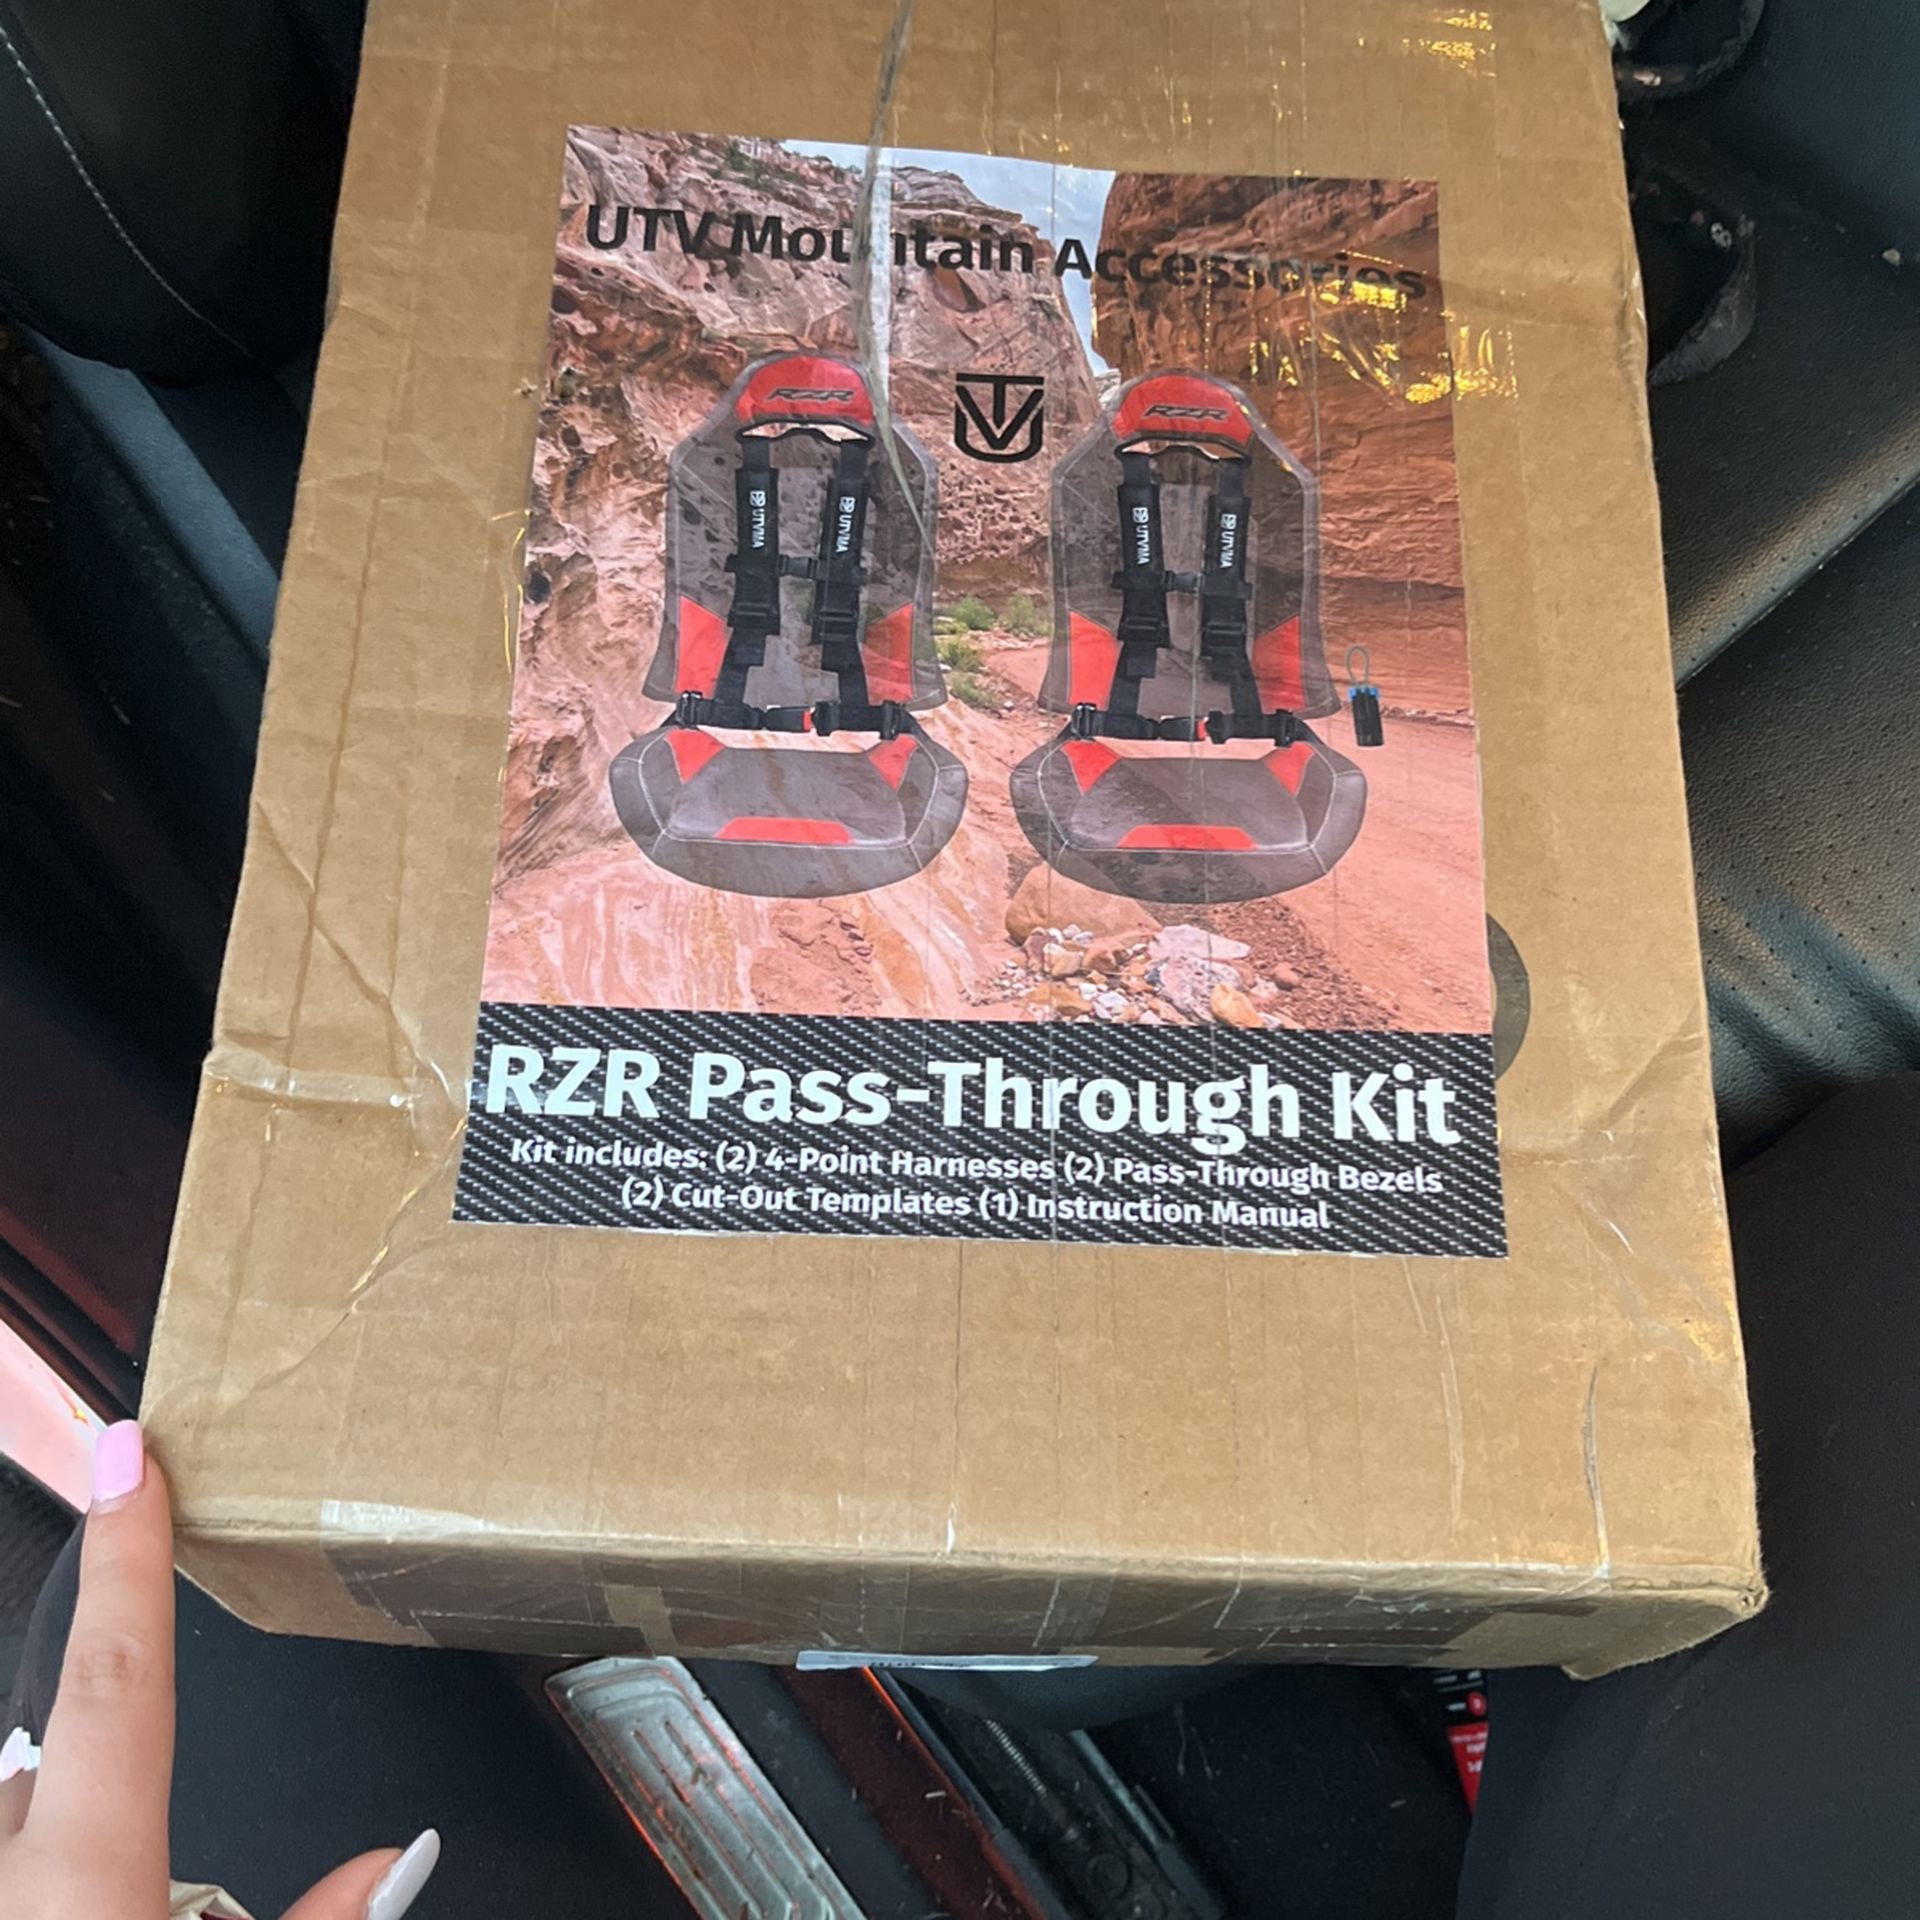 UTV Mountain Accessories
RZR
RZR
UTVMA
UTVMA
UTVMA
UTVMA
RZR Pass-Through Kit
Kit includes: (2) 4-Point Harnesses (2) Pass-Through Bezels
(2) Cut-Out Templates (1) Instruction Manual